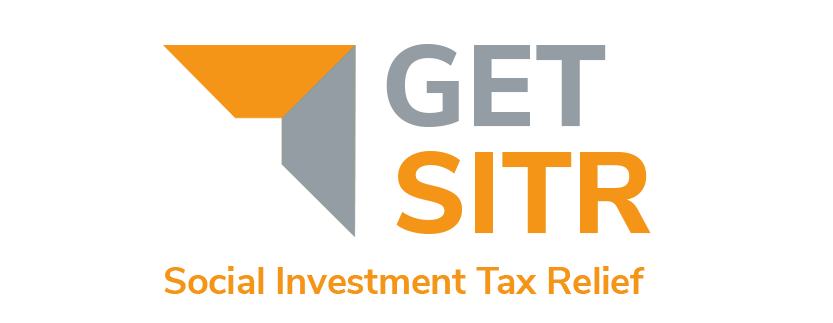 GET
SITR
Social Investment Tax Relief